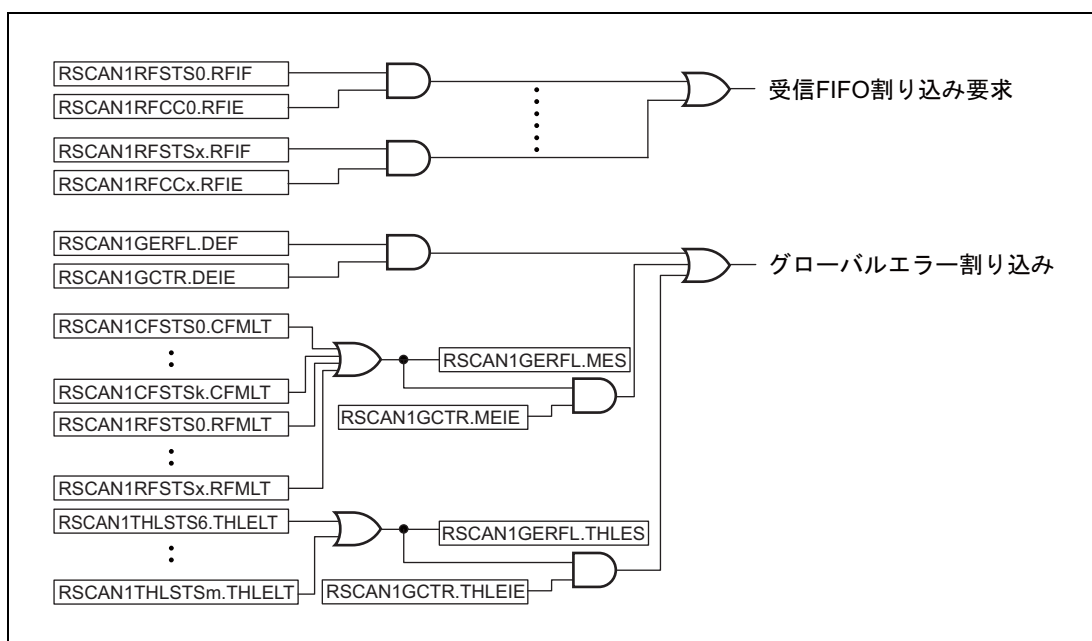 RSCAN1RFSTS0.RFIF
RSCAN1RFCC0.RFIE
RSCAN1RFSTSx.RFIF
RSCAN1RFCCx.RFIE
受信FIFO割り込み要求
RSCAN1GERFL.DEF
RSCAN1GCTR.DEIE
グローバルエラー割り込み
RSCAN1CFSTS0.CFMLT
RSCAN1CFSTSk.CFMLT
RSCAN1RFSTS0.RFMLT
RSCAN1RFSTSx.RFMLT
RSCAN1GERFL.MES
RSCAN1GCTR.MEIE
RSCAN1THLSTS6.THLELT
RSCAN1THLSTSm.THLELT
RSCAN1GERFL.THLES
RSCAN1GCTR.THLEIE